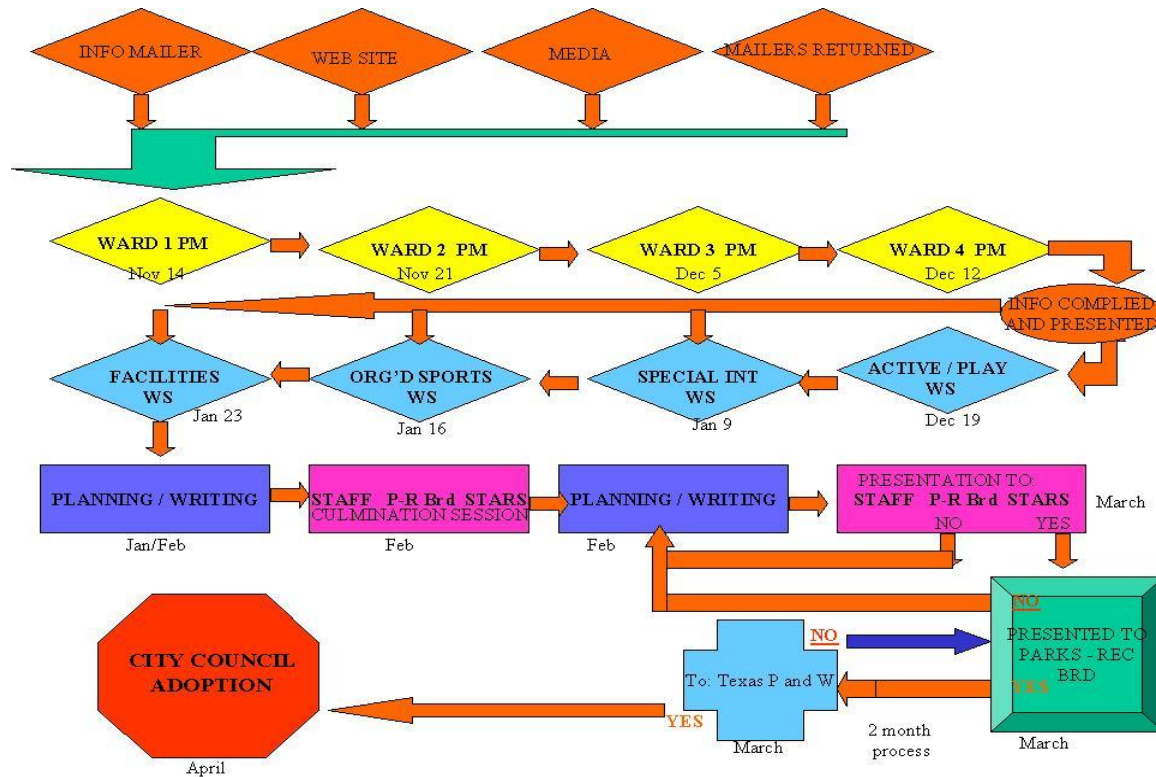 INFO MAILER
WEB SITE
MEDIA
MAILERS RETURNED
WARD 1 PM
Nov 14
WARD 2 PM
Nov 21
WARD 3 PM
Dec 5
WARD 4 PM
Dec 12
INFO COMPLIED
AND PRESENTED
FACILITIES
WS
Jan 23
ORG'D SPORTS
WS
Jan 16
SPECIAL INT
WS
Jan 9
ACTIVE / PLAY
WS
Dec 19
PLANNING / WRITING
Jan/Feb
STAFF P-R Brd STARS
CULMINATION SESSION
Feb
PLANNING / WRITING
Feb
PRESENTATION TO:
STAFF P-R Brd STARS
NO YES
March
CITY COUNCIL
ADOPTION
April
NO
To: Texas P and W
YES
March
2 month
process
NO
PRESENTED TO
PARKS - REC
BRD
YES
March